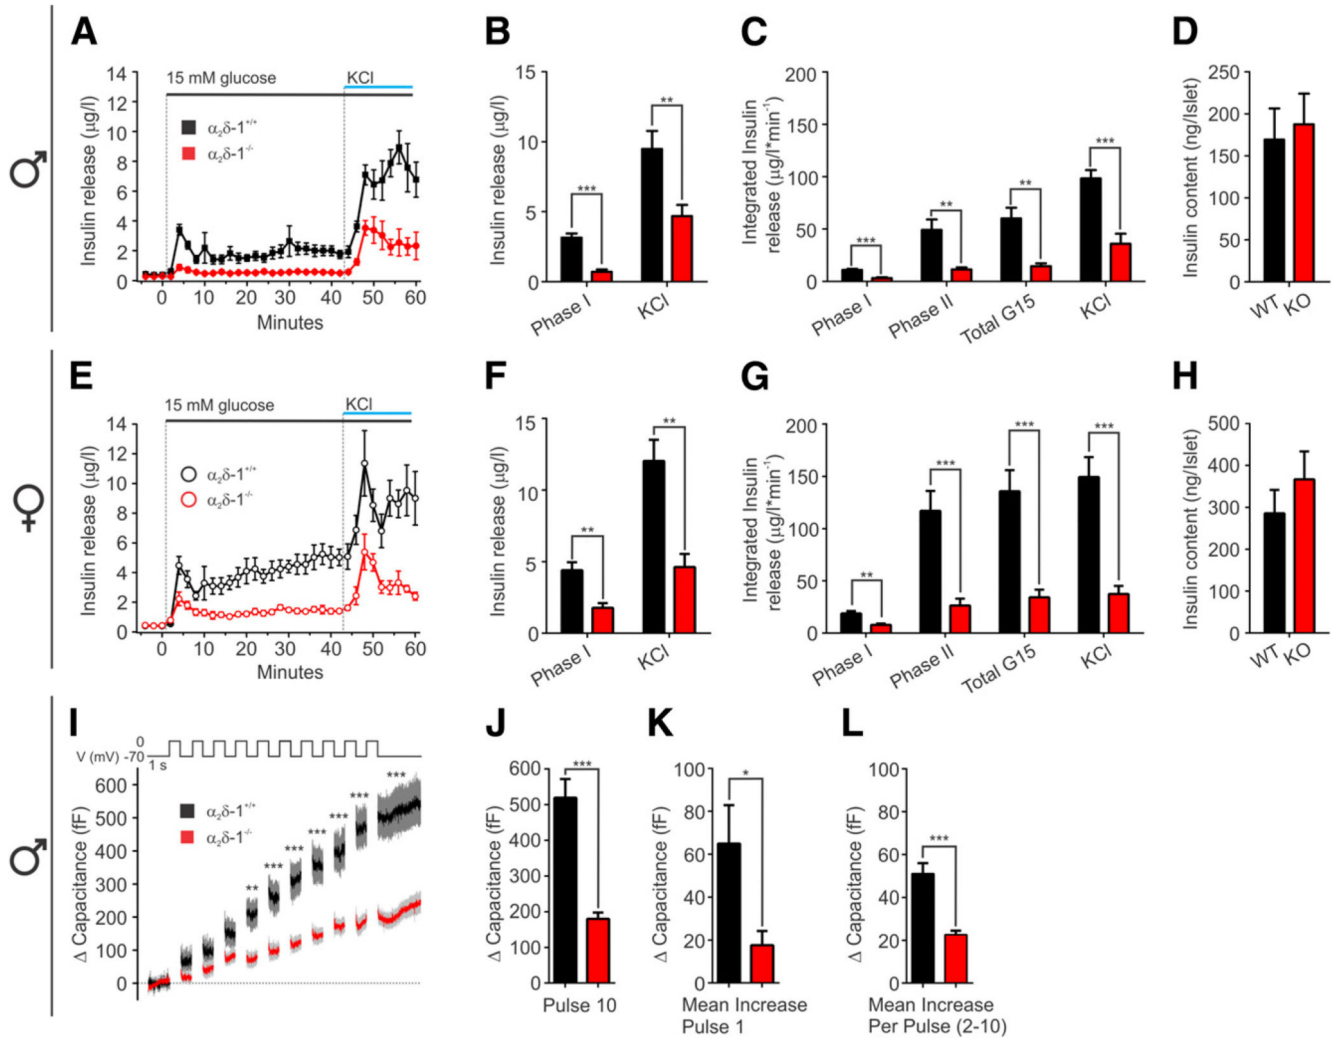 A
14
12
10
8
6
4
2
0
Insulin release (μg/l)
15 mM glucose
KCl
α₂δ-1⁺/⁺
α₂δ-1⁻/⁻
0 10 20 30 40 50 60
Minutes
B
15
10
5
0
Insulin release (μg/l)
***
**
Phase I
KCl
C
200
150
100
50
0
Integrated Insulin
release (μg/l*min⁻¹)
***
**
**
***
Phase I
Phase II
Total G15
KCl
D
250
200
150
100
50
0
Insulin content (ng/Islet)
WT
KO
E
14
12
10
8
6
4
2
0
Insulin release (μg/l)
15 mM glucose
KCl
α₂δ-1⁺/⁺
α₂δ-1⁻/⁻
0 10 20 30 40 50 60
Minutes
F
15
10
5
0
Insulin release (μg/l)
**
**
Phase I
KCl
G
200
150
100
50
0
Integrated Insulin
release (μg/l*min⁻¹)
**
***
***
***
Phase I
Phase II
Total G15
KCl
H
500
400
300
200
100
0
Insulin content (ng/Islet)
WT
KO
I
0
V (mV) -70
1 s
600
500
400
300
200
100
0
Δ Capacitance (fF)
α₂δ-1⁺/⁺
α₂δ-1⁻/⁻
**
***
***
***
***
***
***
J
600
500
400
300
200
100
0
Δ Capacitance (fF)
***
Pulse 10
K
100
80
60
40
20
0
Δ Capacitance (fF)
*
Mean Increase
Pulse 1
L
100
80
60
40
20
0
Δ Capacitance (fF)
***
Mean Increase
Per Pulse (2-10)